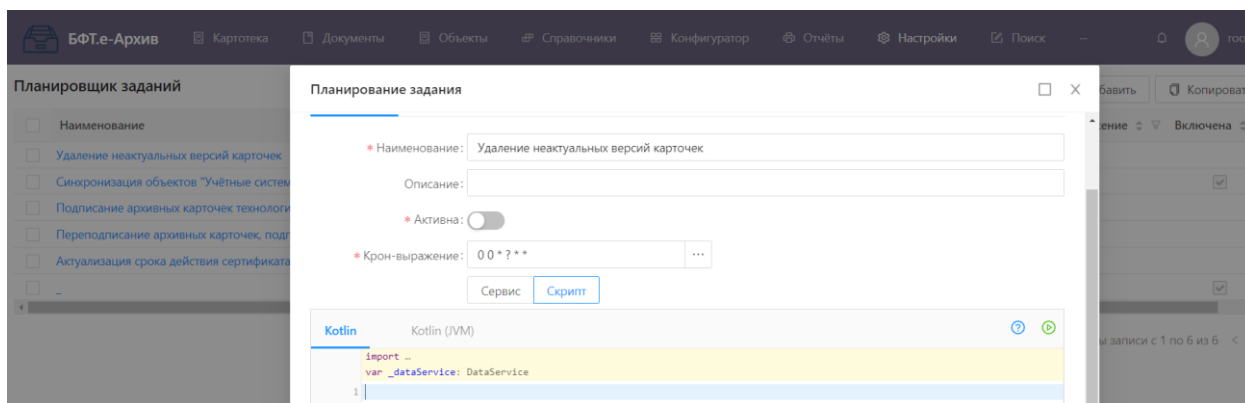 БФТ.е-Архив Картотека Документы Объекты Справочники Конфигуратор Отчёты Настройки Поиск
Планировщик заданий
Планирование задания
бавить Копироват
Наименование
ение Включена
Удаление неактуальных версий карточек
Синхронизация объектов "Учётные систем
Подписание архивных карточек технологи
Переподписание архивных карточек, подп
Актуализация срока действия сертификата
* Наименование: Удаление неактуальных версий карточек
Описание:
* Активна:
* Крон-выражение: 0 0 * ? * * ...
Сервис Скрипт
Kotlin Kotlin (JVM)
import …
var _dataService: DataService
1
ы записи с 1 по 6 из 6 <